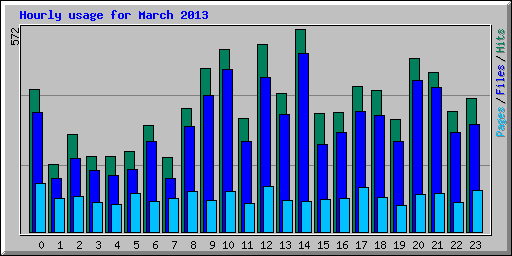 Hourly usage for March 2013
572
Pages/Files/Hits
0 1 2 3 4 5 6 7 8 9 10 11 12 13 14 15 16 17 18 19 20 21 22 23